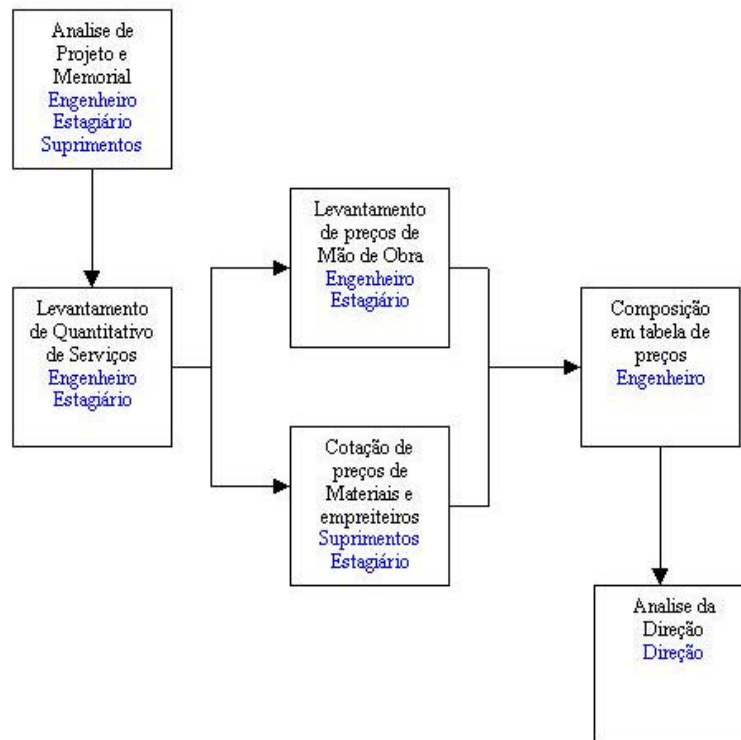 Analise de
Projeto e
Memorial
Engenheiro
Estagiário
Suprimentos
Levantamento
de preços de
Mão de Obra
Engenheiro
Estagiário
Levantamento
de Quantitativo
de Serviços
Engenheiro
Estagiário
Composição
em tabela de
preços
Engenheiro
Cotação de
preços de
Materiais e
empreiteiros
Suprimentos
Estagiário
Analise da
Direção
Direção